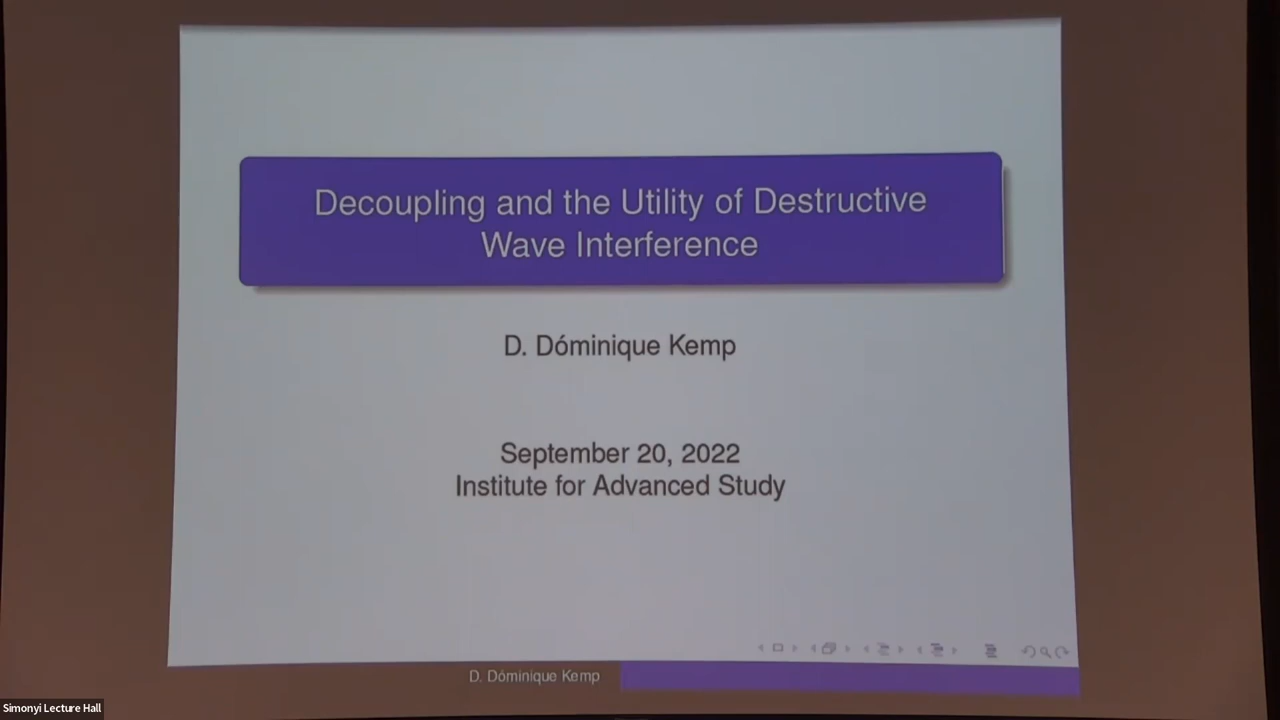 Decoupling and the Utility of Destructive
Wave Interference
D. Dóminique Kemp
September 20, 2022
Institute for Advanced Study
D. Dóminique Kemp
Simonyi Lecture Hall